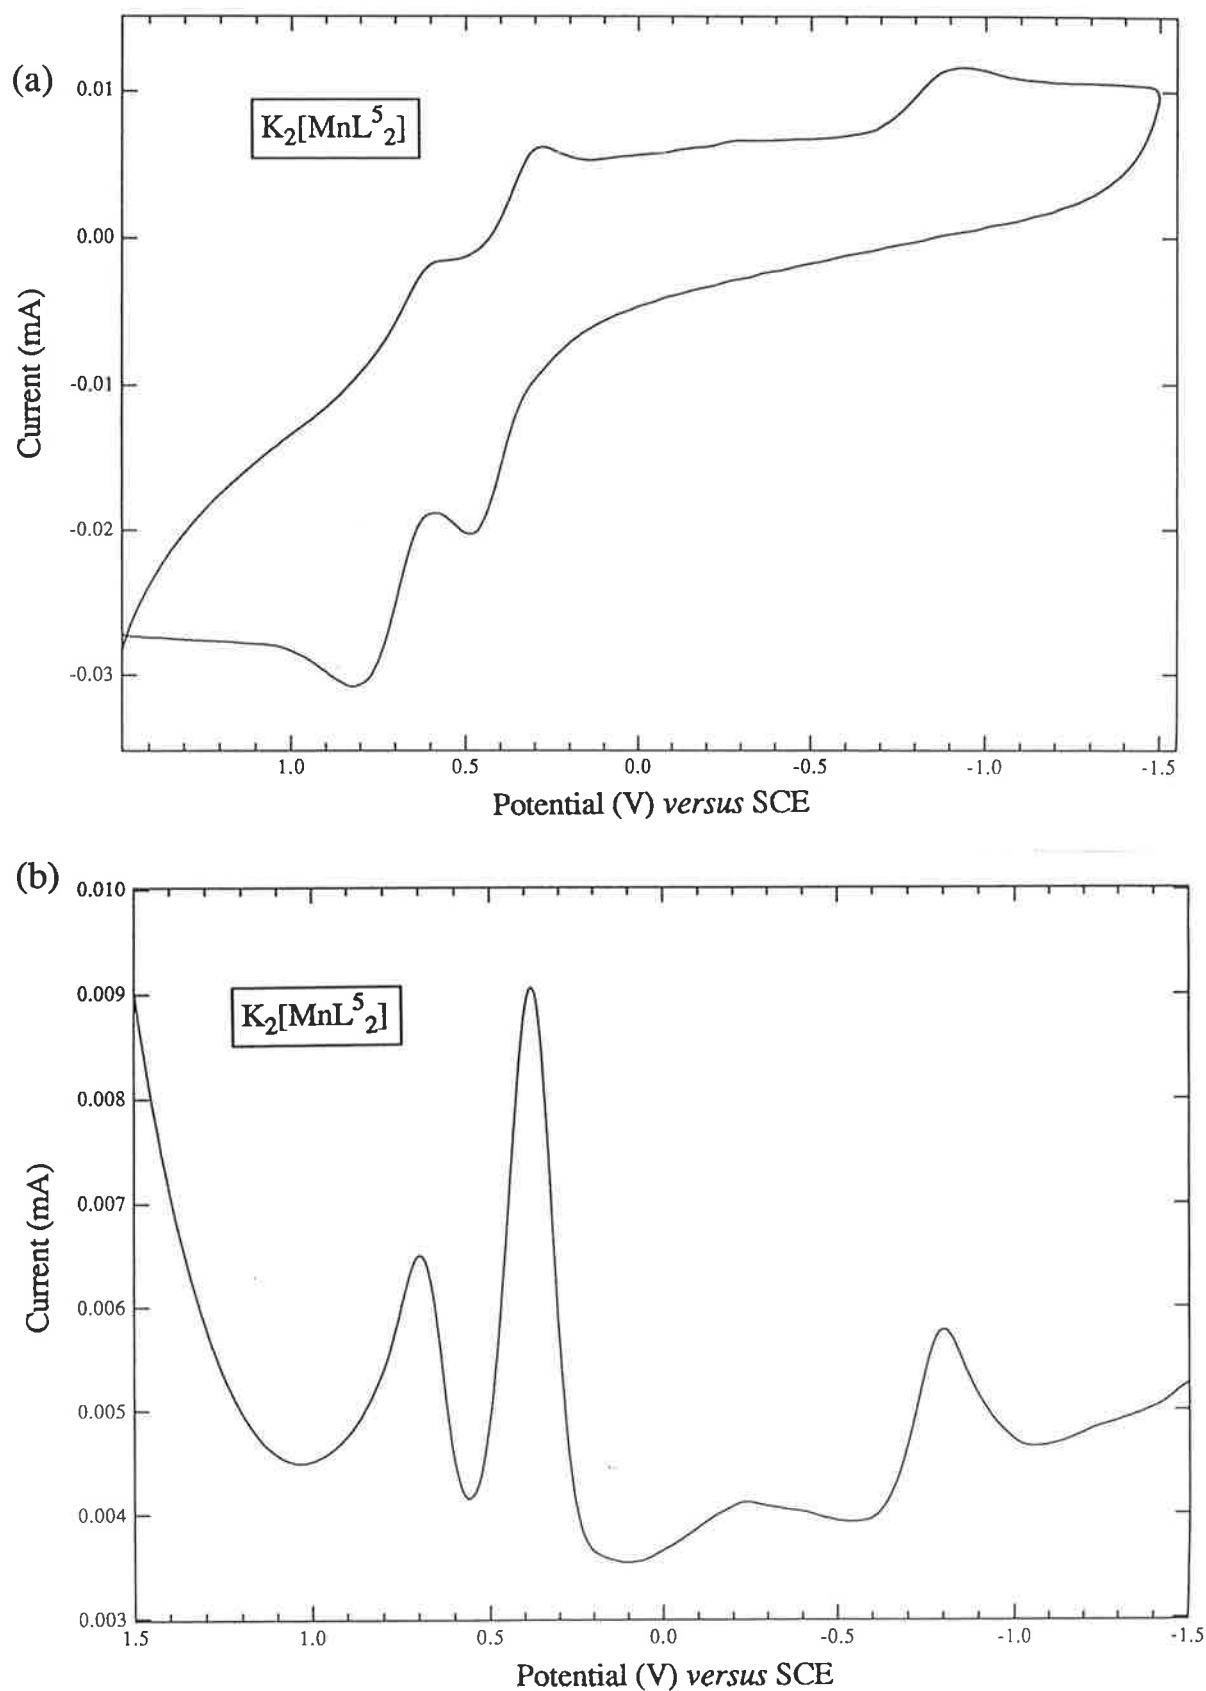 (a)
K₂[MnL⁵₂]
0.01
0.00
-0.01
-0.02
-0.03
Current (mA)
1.0 0.5 0.0 -0.5 -1.0 -1.5
Potential (V) versus SCE
(b)
K₂[MnL⁵₂]
0.010
0.009
0.008
0.007
0.006
0.005
0.004
0.003
Current (mA)
1.5 1.0 0.5 0.0 -0.5 -1.0 -1.5
Potential (V) versus SCE